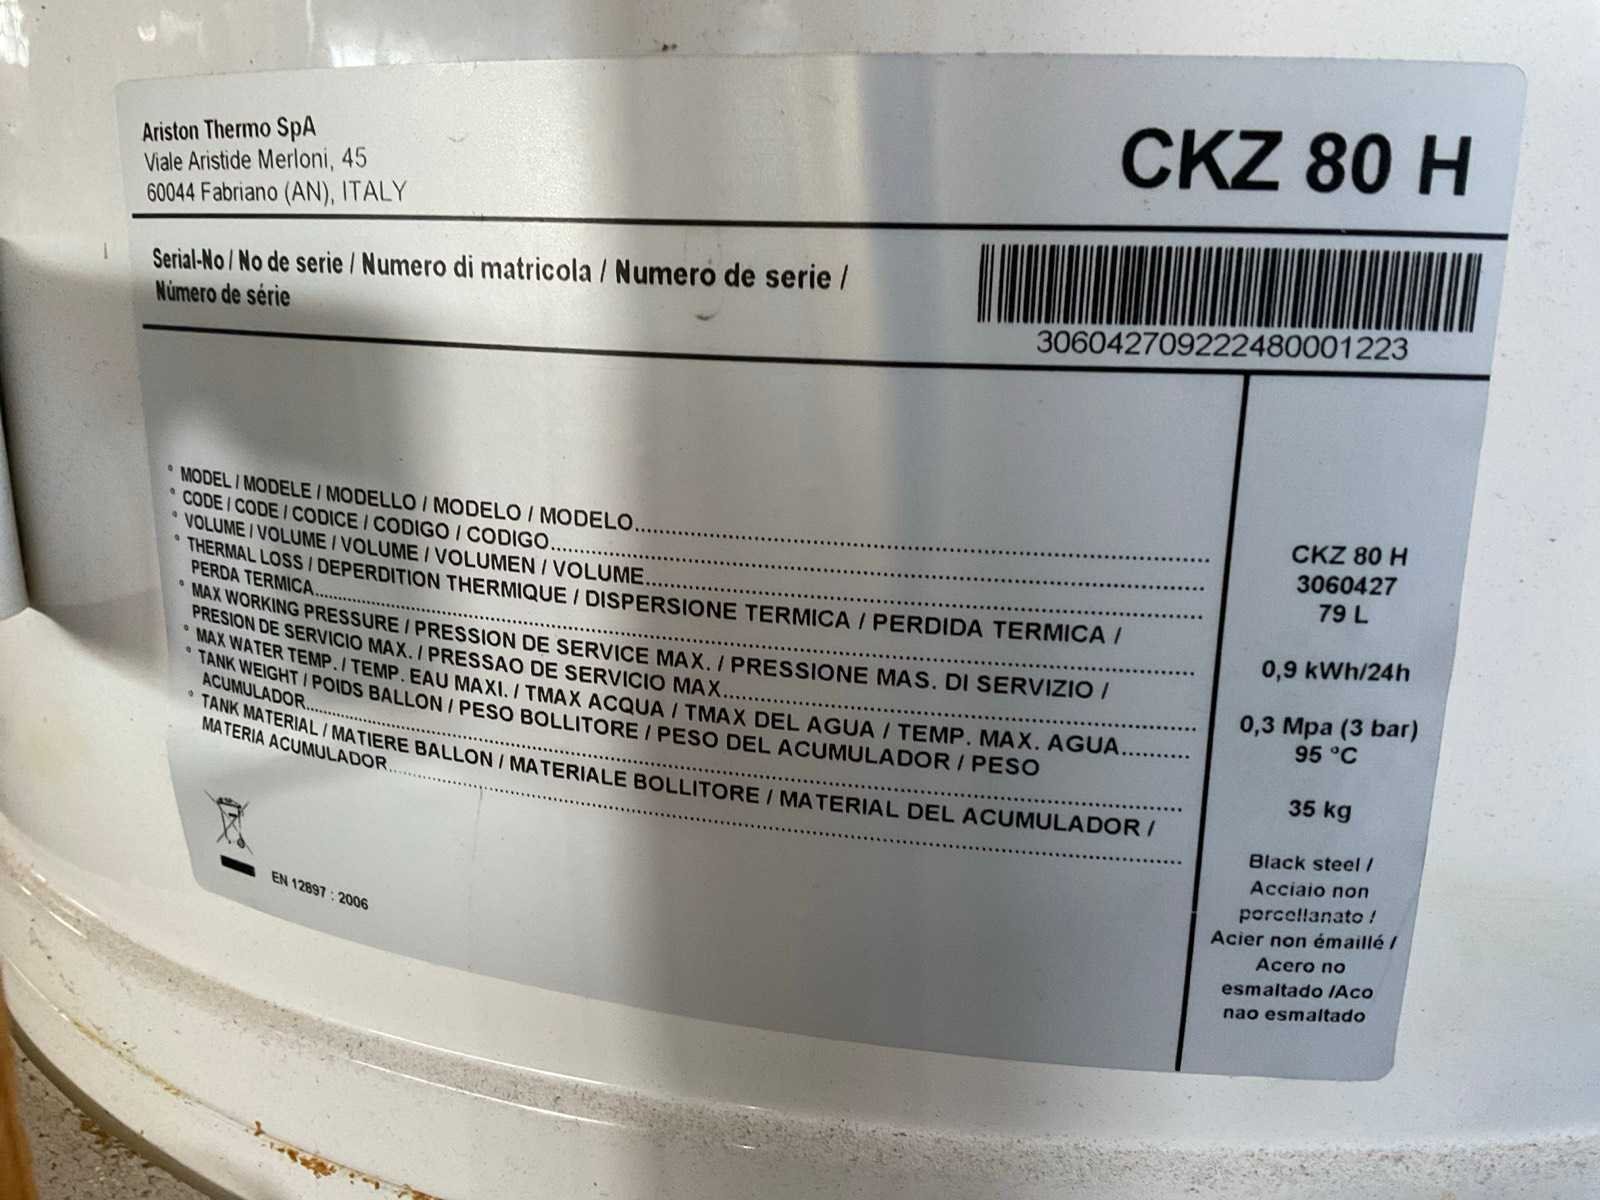 Ariston Thermo SpA
Viale Aristide Merloni, 45
60044 Fabriano (AN), ITALY
CKZ 80 H
Serial-No / No de serie / Numero di matricola / Numero de serie /
Número de série
306042709222480001223
° MODEL / MODELE / MODELLO / MODELO / MODELO........ CKZ 80 H
° CODE / CODE / CODICE / CODIGO / CODIGO........ 3060427
° VOLUME / VOLUME / VOLUME / VOLUMEN / VOLUME........ 79 L
° THERMAL LOSS / DEPERDITION THERMIQUE / DISPERSIONE TERMICA / PERDIDA TERMICA /
PERDA TERMICA........ 0,9 kWh/24h
° MAX WORKING PRESSURE / PRESSION DE SERVICE MAX. / PRESSIONE MAS. DI SERVIZIO /
PRESION DE SERVICIO MAX. / PRESSAO DE SERVICIO MAX........ 0,3 Mpa (3 bar)
° MAX WATER TEMP. / TEMP. EAU MAXI. / TMAX ACQUA / TMAX DEL AGUA / TEMP. MAX. AGUA........ 95 °C
° TANK WEIGHT / POIDS BALLON / PESO BOLLITORE / PESO DEL ACUMULADOR / PESO
ACUMULADOR........ 35 kg
° TANK MATERIAL / MATIERE BALLON / MATERIALE BOLLITORE / MATERIAL DEL ACUMULADOR /
MATERIA ACUMULADOR........
Black steel /
Acciaio non
porcellanato /
Acier non émaillé /
Acero no
esmaltado /Aco
nao esmaltado
EN 12897 : 2006